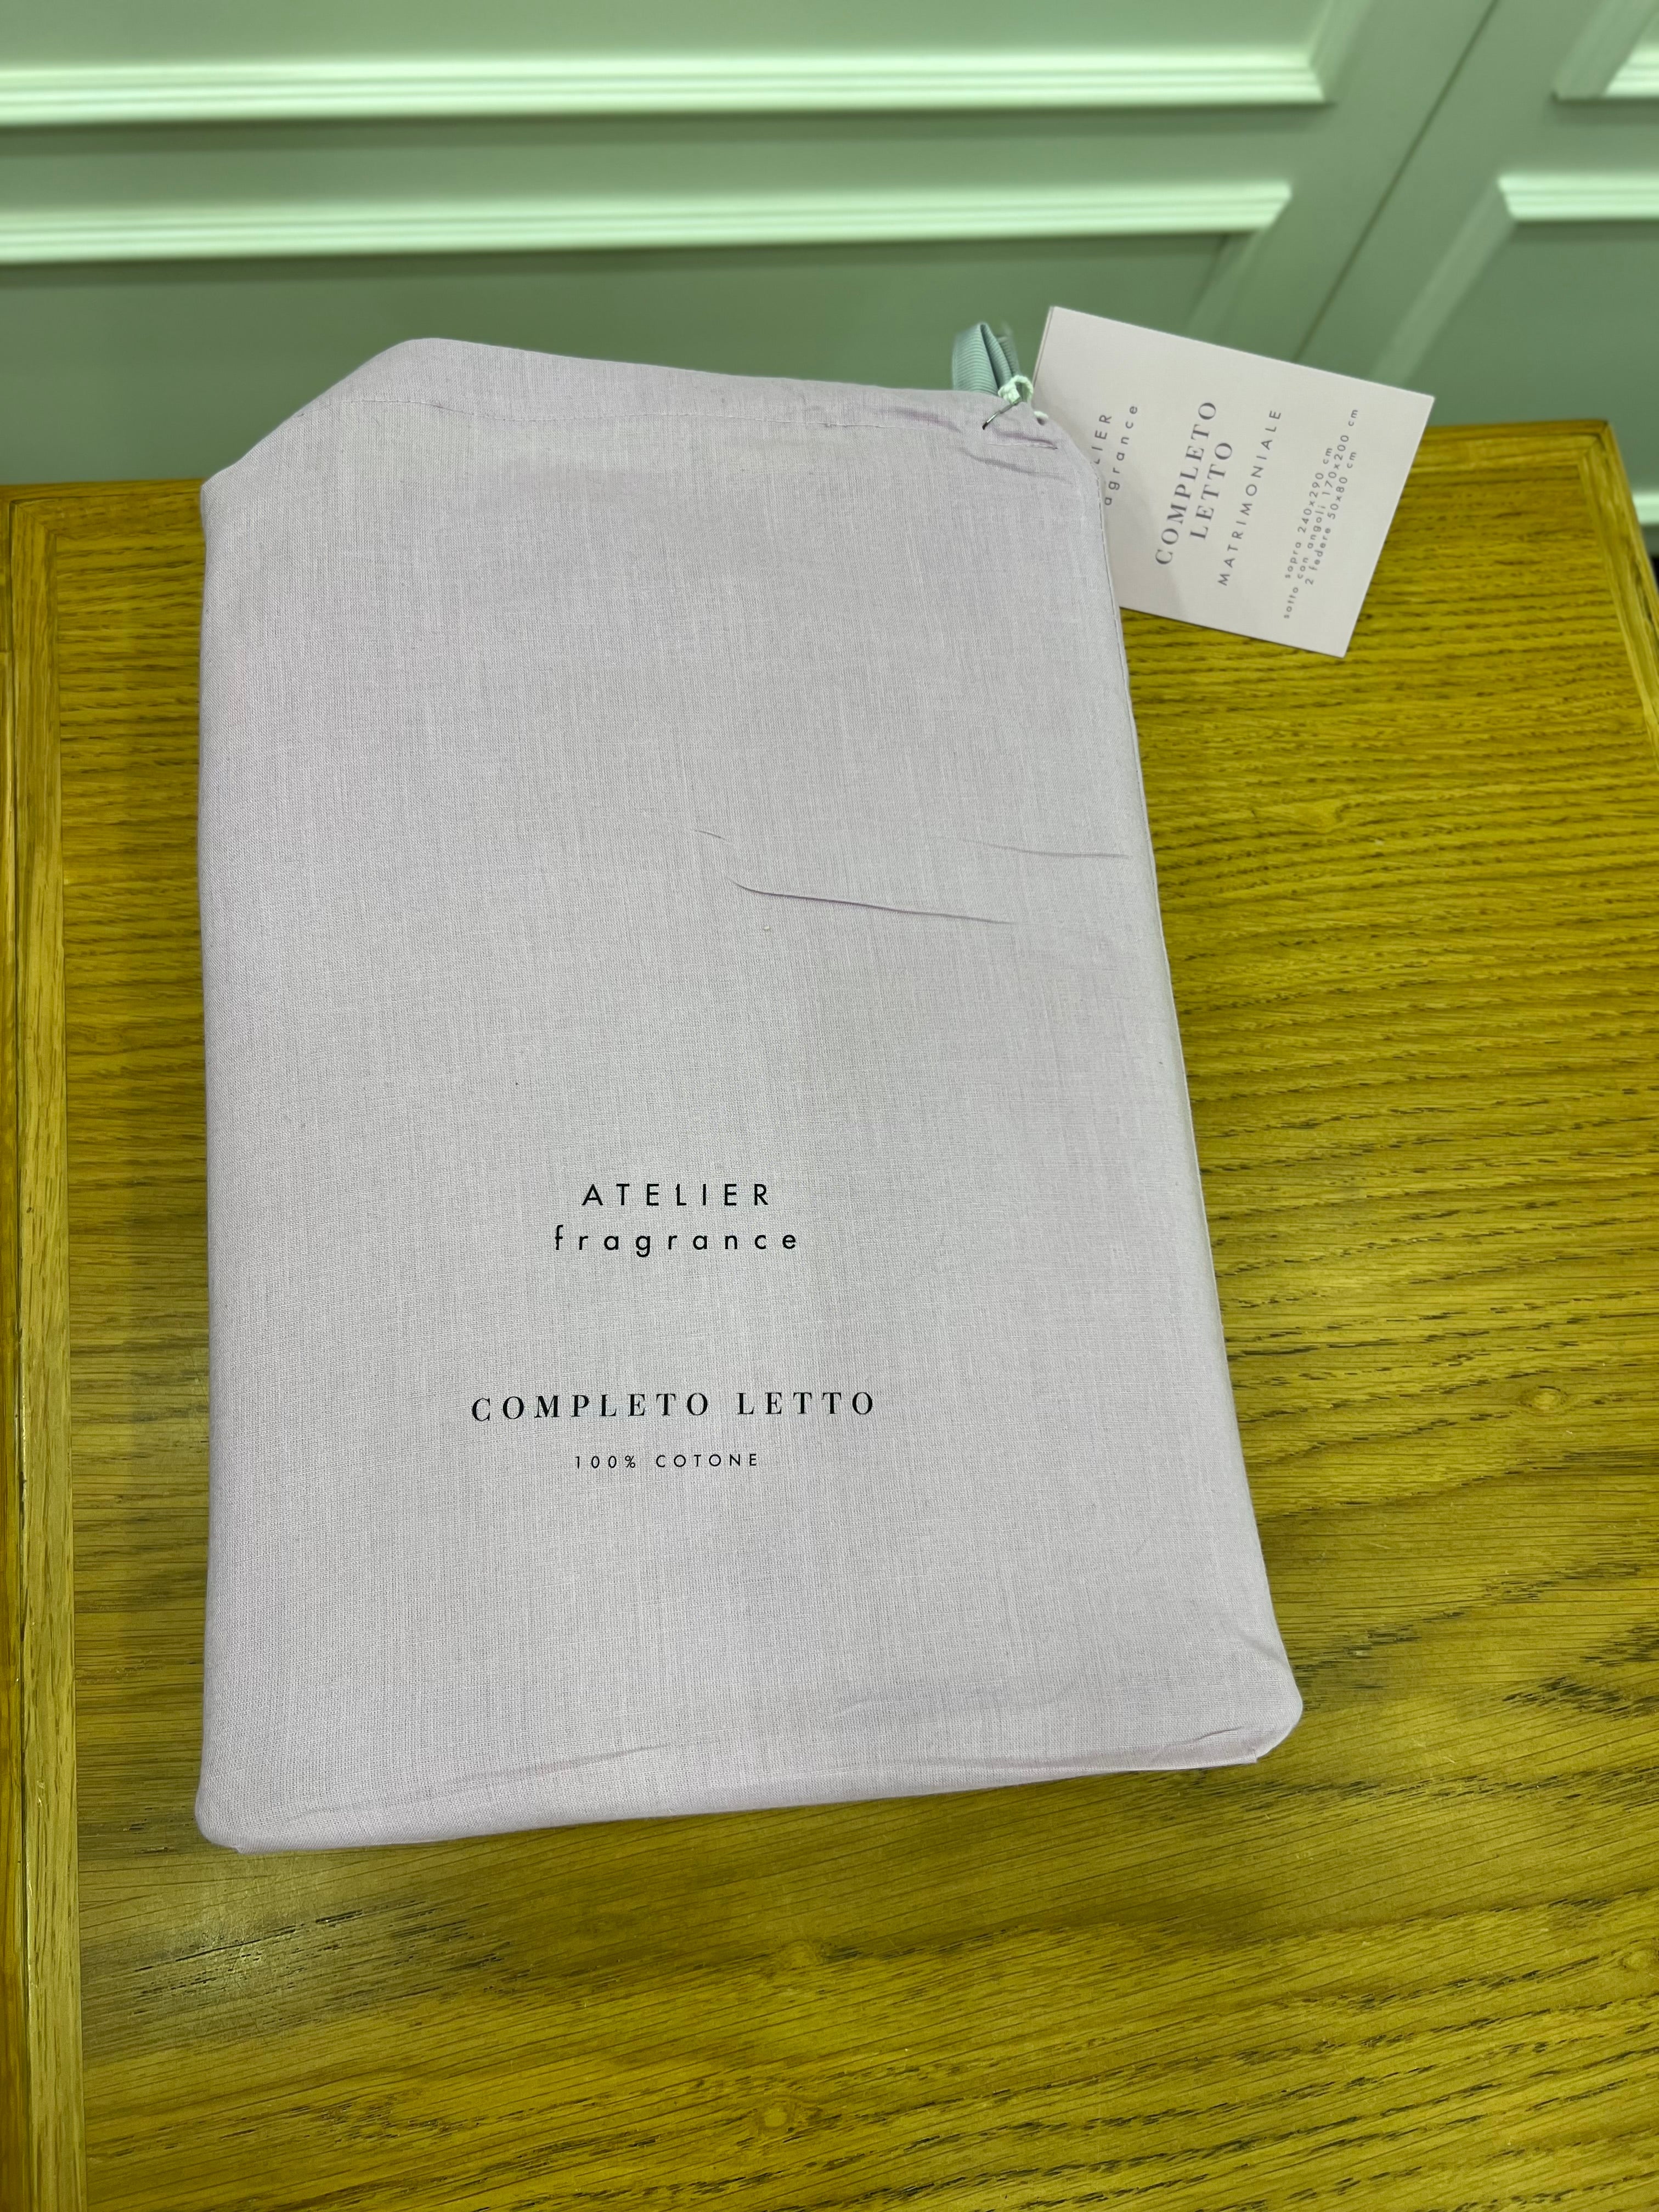 ATELIER
fragrance
COMPLETO LETTO
100% COTONE
COMPLETO
LETTO
MATRIMONIALE
sopra 240x290 cm
sotto con angoli 170x200 cm
2 federe 50x80 cm